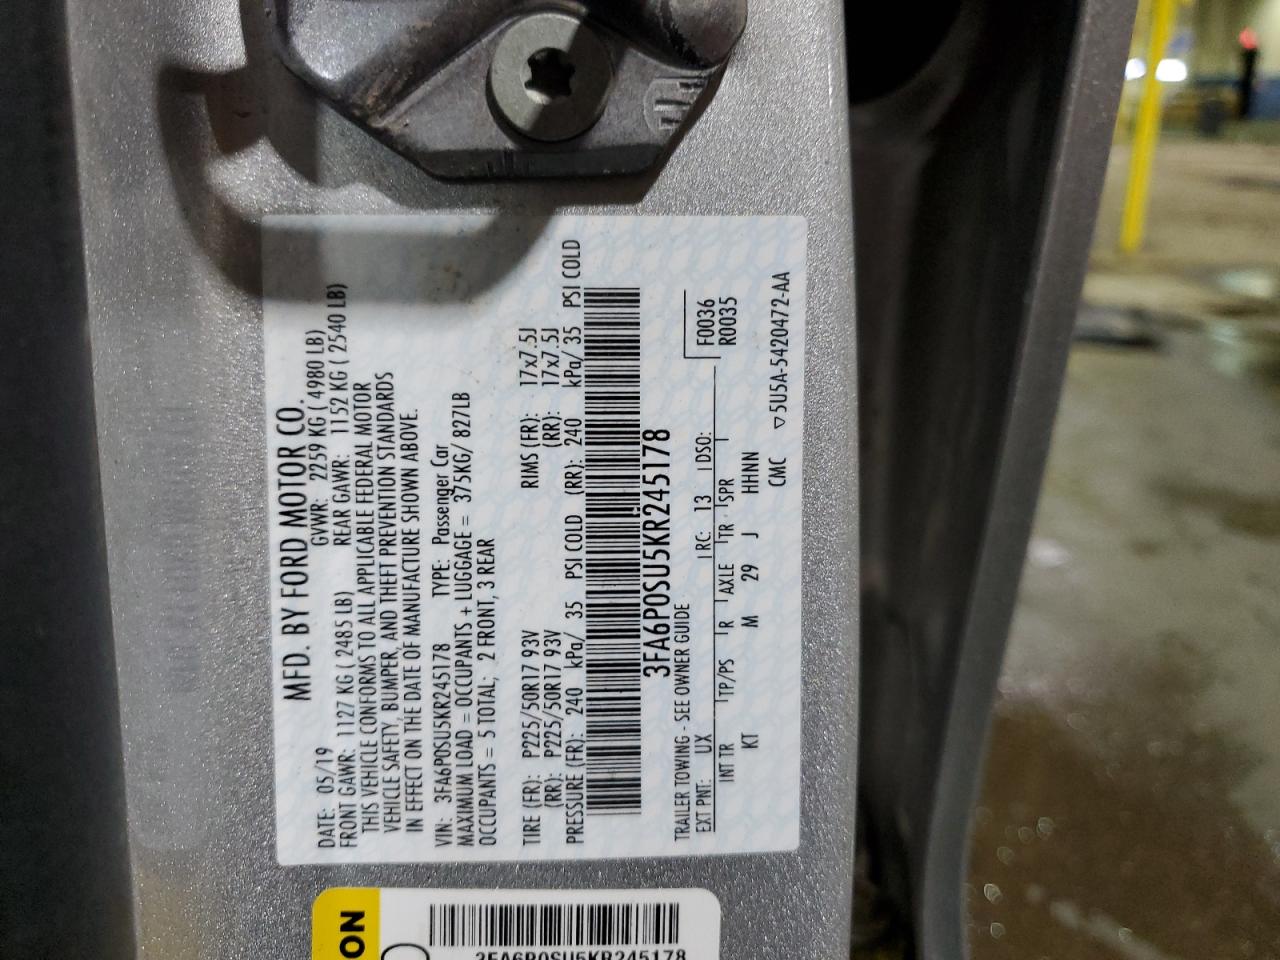 MFD. BY FORD MOTOR CO.
DATE: 05/19 GVWR: 2259 KG ( 4980 LB)
FRONT GAWR: 1127 KG ( 2485 LB) REAR GAWR: 1152 KG ( 2540 LB)
THIS VEHICLE CONFORMS TO ALL APPLICABLE FEDERAL MOTOR
VEHICLE SAFETY, BUMPER, AND THEFT PREVENTION STANDARDS
IN EFFECT ON THE DATE OF MANUFACTURE SHOWN ABOVE.
VIN: 3FA6P0SU5KR245178 TYPE: Passenger Car
MAXIMUM LOAD = OCCUPANTS + LUGGAGE = 375KG/ 827LB
OCCUPANTS = 5 TOTAL; 2 FRONT, 3 REAR
TIRE (FR): P225/50R17 93V RIMS (FR): 17x7.5J
(RR): P225/50R17 93V (RR): 17x7.5J
PRESSURE (FR): 240 kPa/ 35 PSI COLD (RR): 240 kPa/ 35 PSI COLD
3FA6P0SU5KR245178
TRAILER TOWING - SEE OWNER GUIDE
F0036
R0035
EXT PNT: UX RC: 13 DSO:
INT TR TP/PS R AXLE TR SPR
KT M 29 J HHNN
CMC ▽5U5A-5420472-AA
ON
3FA6P0SU5KR245178